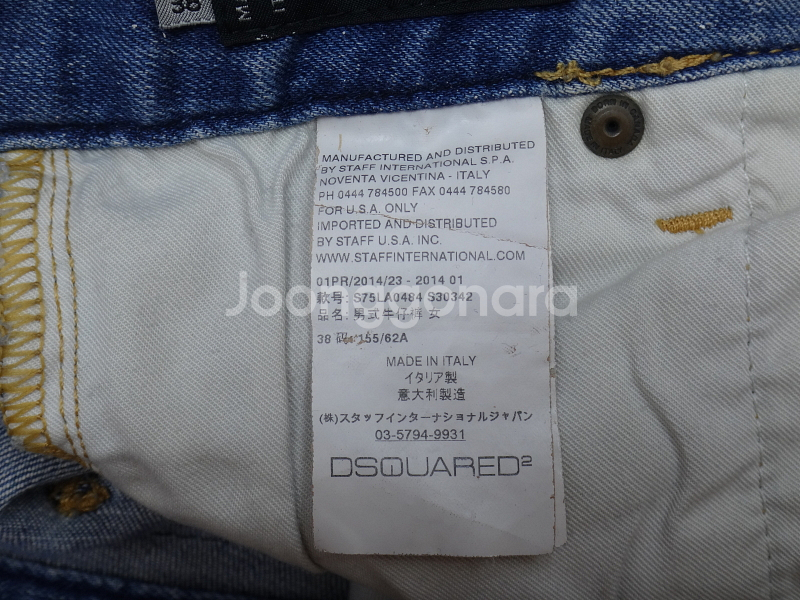 38
MANUFACTURED AND DISTRIBUTED
BY STAFF INTERNATIONAL S.P.A.
NOVENTA VICENTINA - ITALY
PH 0444 784500 FAX 0444 784580
FOR U.S.A. ONLY
IMPORTED AND DISTRIBUTED
BY STAFF U.S.A. INC.
WWW.STAFFINTERNATIONAL.COM
01PR/2014/23 - 2014 01
款号: S75LA0484 S30342
Joonggonara
品名: 男式牛仔裤 女
38 码 155/62A
MADE IN ITALY
イタリア製
意大利製造
(株)スタッフインターナショナルジャパン
03-5794-9931
DSQUARED2